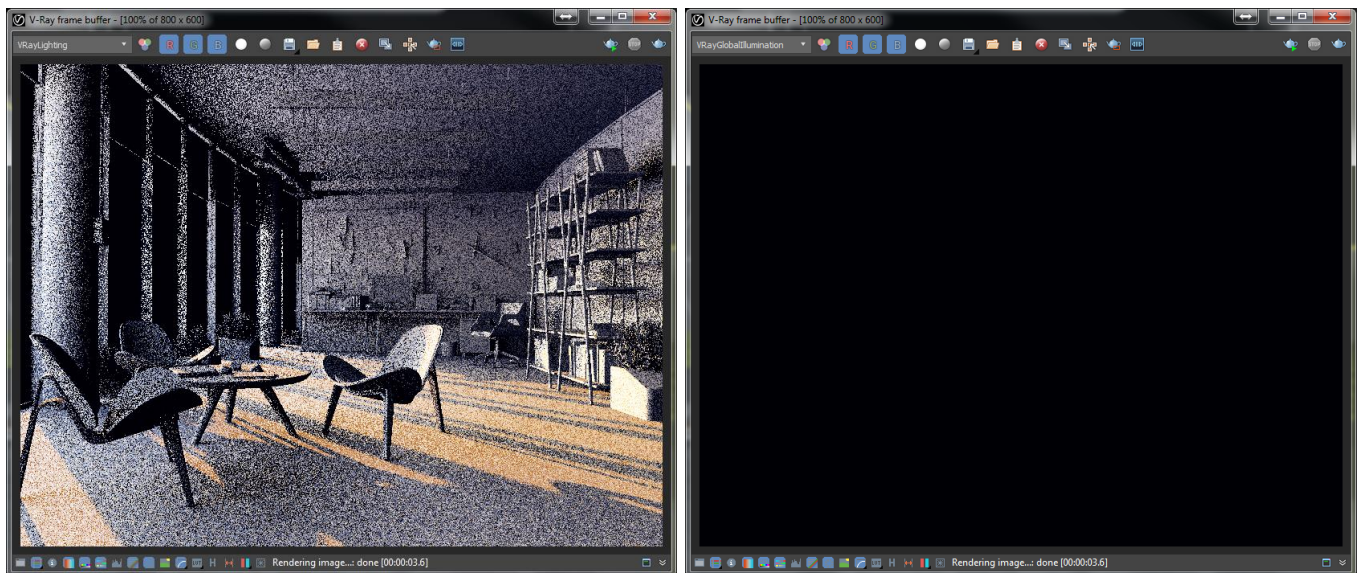 V-Ray frame buffer - [100% of 800 x 600]
VRayLighting
R G B
Rendering image...: done [00:00:03.6]
V-Ray frame buffer - [100% of 800 x 600]
VRayGlobalIllumination
R G B
Rendering image...: done [00:00:03.6]